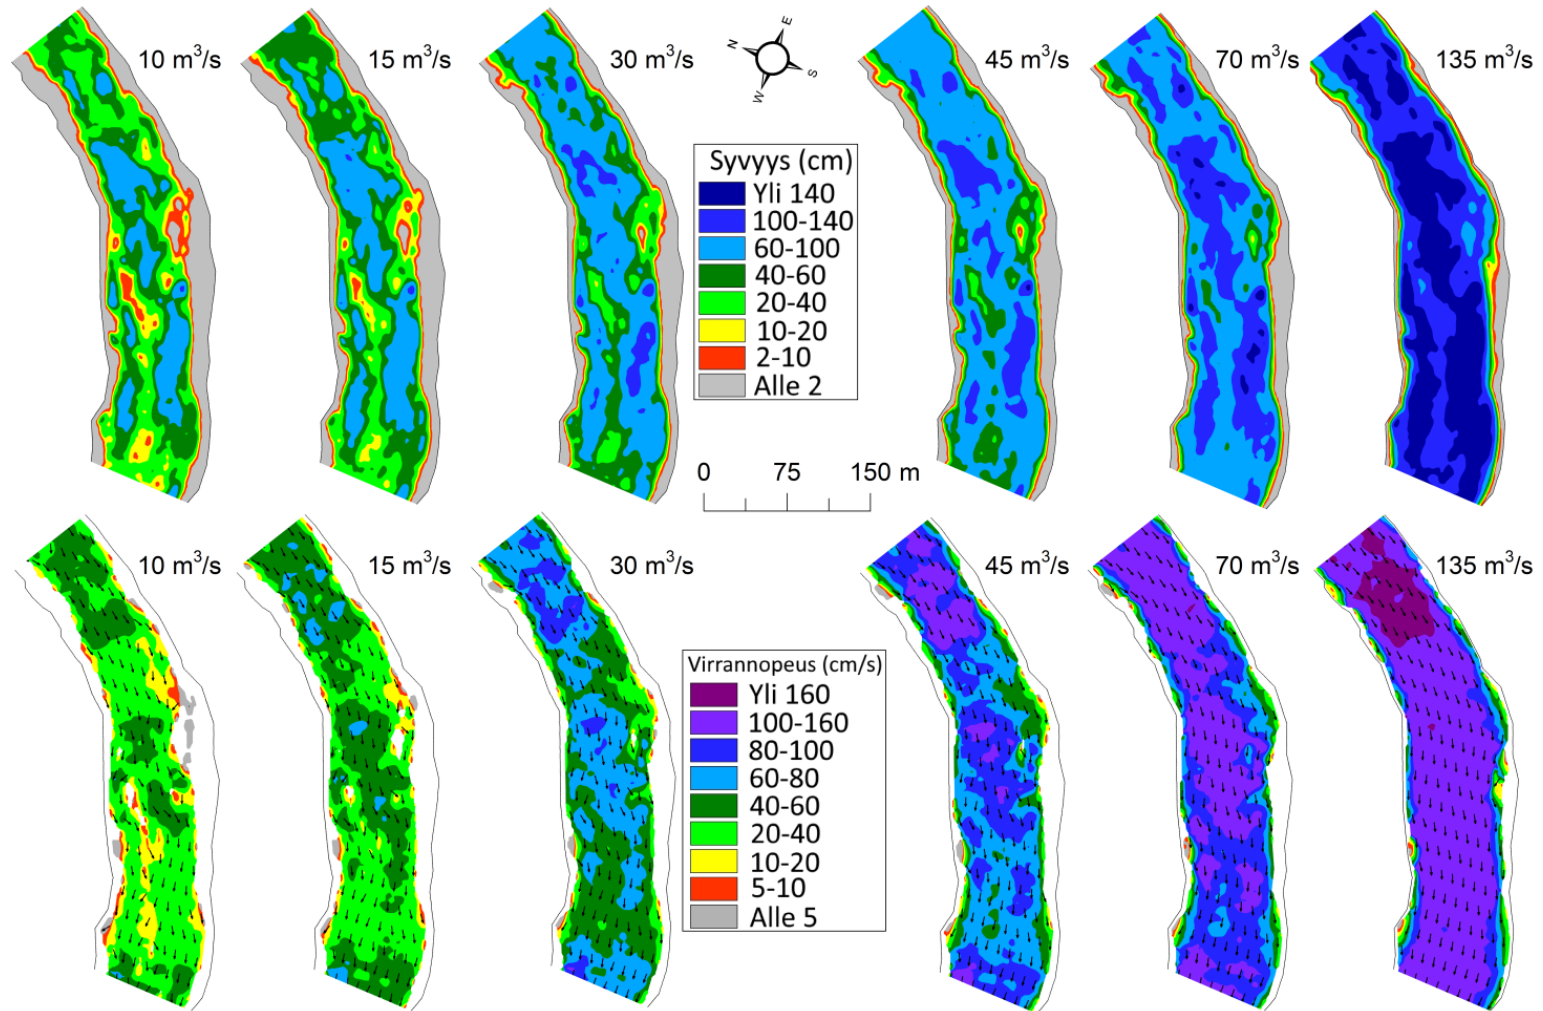 10 m³/s
15 m³/s
30 m³/s
N
E
S
W
45 m³/s
70 m³/s
135 m³/s
Syvyys (cm)
Yli 140
100-140
60-100
40-60
20-40
10-20
2-10
Alle 2
0 75 150 m
10 m³/s
15 m³/s
30 m³/s
45 m³/s
70 m³/s
135 m³/s
Virrannopeus (cm/s)
Yli 160
100-160
80-100
60-80
40-60
20-40
10-20
5-10
Alle 5